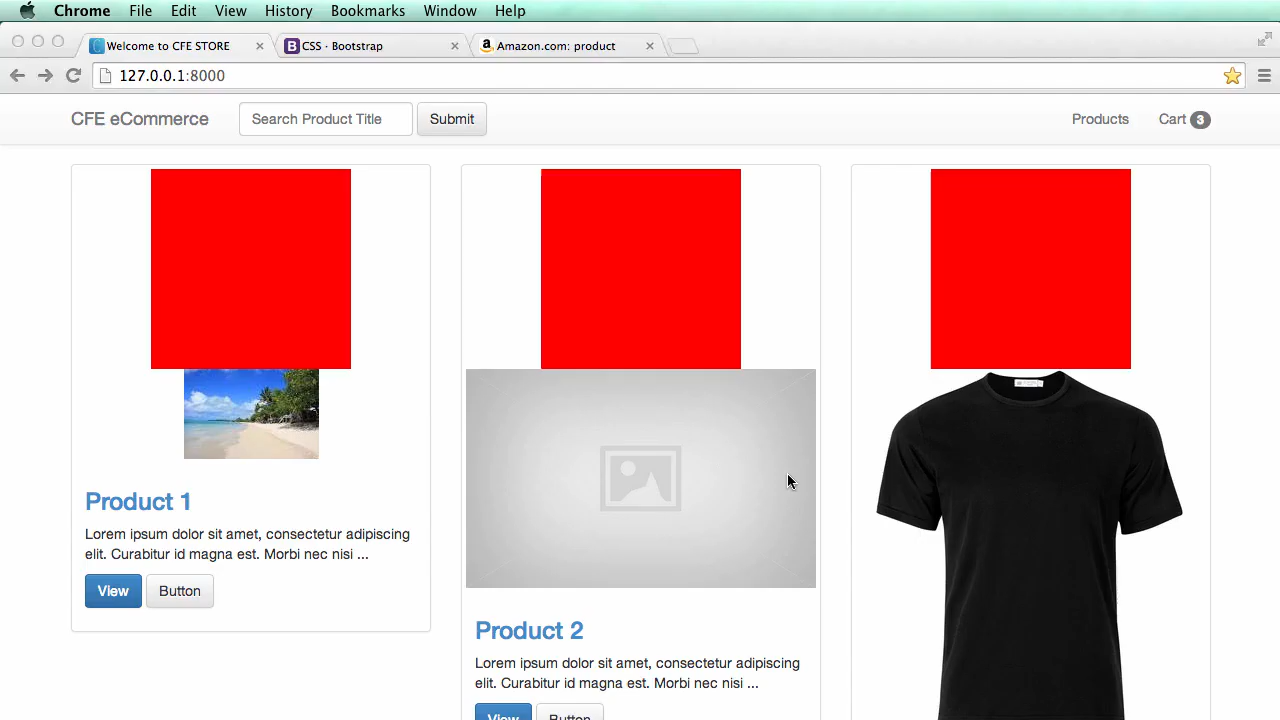 Chrome File Edit View History Bookmarks Window Help
Welcome to CFE STORE
CSS · Bootstrap
Amazon.com: product
127.0.0.1:8000
CFE eCommerce
Search Product Title
Submit
Products
Cart 3
Product 1
Lorem ipsum dolor sit amet, consectetur adipiscing
elit. Curabitur id magna est. Morbi nec nisi ...
View
Button
Product 2
Lorem ipsum dolor sit amet, consectetur adipiscing
elit. Curabitur id magna est. Morbi nec nisi ...
View
Button